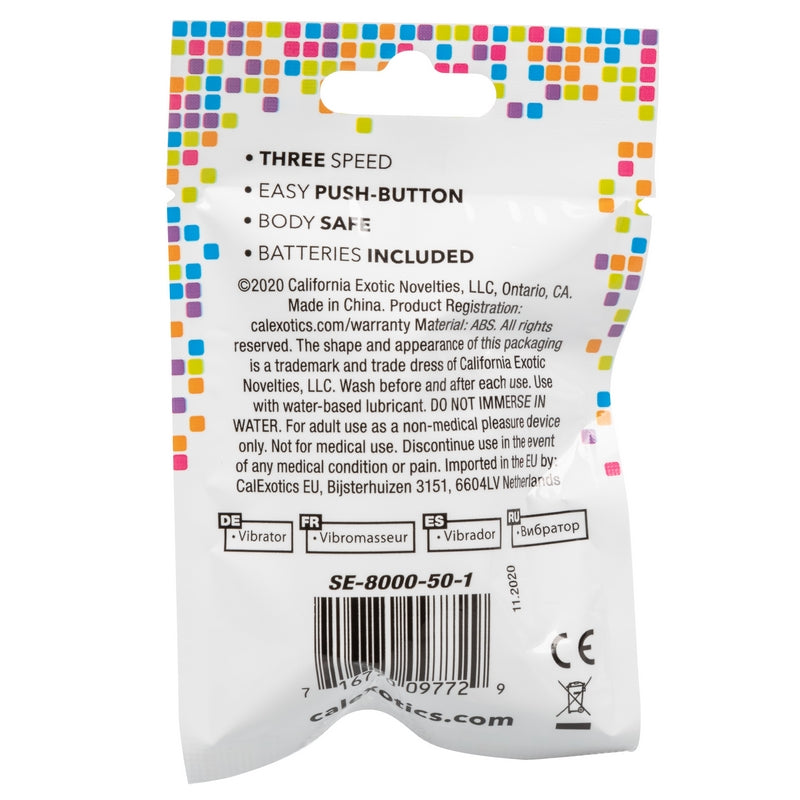 • THREE SPEED
• EASY PUSH-BUTTON
• BODY SAFE
• BATTERIES INCLUDED
©2020 California Exotic Novelties, LLC, Ontario, CA.
Made in China. Product Registration:
calexotics.com/warranty Material: ABS. All rights
reserved. The shape and appearance of this packaging
is a trademark and trade dress of California Exotic
Novelties, LLC. Wash before and after each use. Use
with water-based lubricant. DO NOT IMMERSE IN
WATER. For adult use as a non-medical pleasure device
only. Not for medical use. Discontinue use in the event
of any medical condition or pain. Imported in the EU by:
CalExotics EU, Bijsterhuizen 3151, 6604LV Netherlands
DE
• Vibrator
FR
• Vibromasseur
ES
• Vibrador
RU
• Вибратор
SE-8000-50-1
11.2020
7 09772 9
calexotics.com
CE